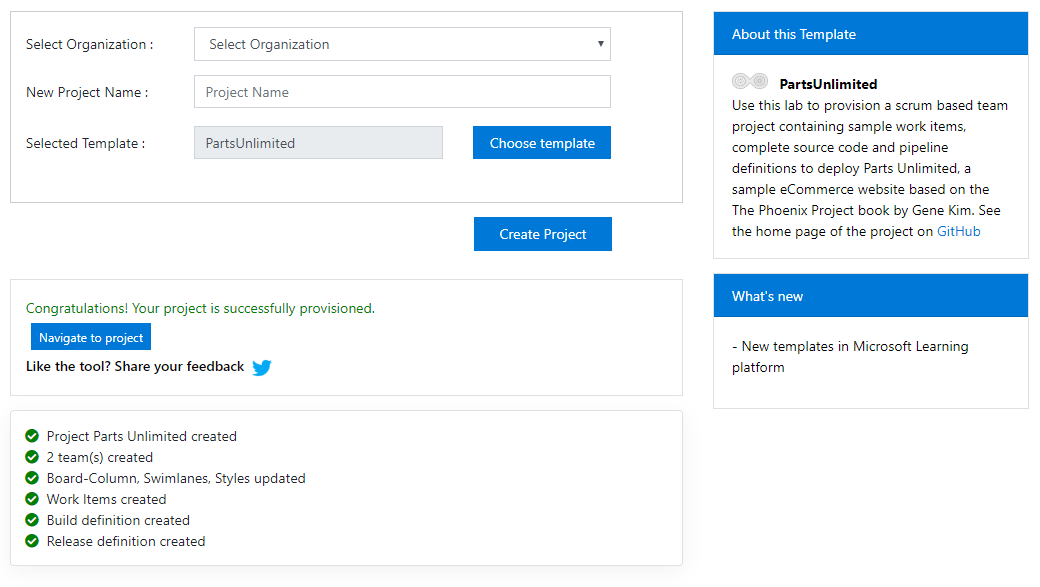 Select Organization :
Select Organization
New Project Name :
Project Name
Selected Template :
PartsUnlimited
Choose template
Create Project
Congratulations! Your project is successfully provisioned.
Navigate to project
Like the tool? Share your feedback
Project Parts Unlimited created
2 team(s) created
Board-Column, Swimlanes, Styles updated
Work Items created
Build definition created
Release definition created
About this Template
PartsUnlimited
Use this lab to provision a scrum based team
project containing sample work items,
complete source code and pipeline
definitions to deploy Parts Unlimited, a
sample eCommerce website based on the
The Phoenix Project book by Gene Kim. See
the home page of the project on GitHub
What's new
- New templates in Microsoft Learning
platform